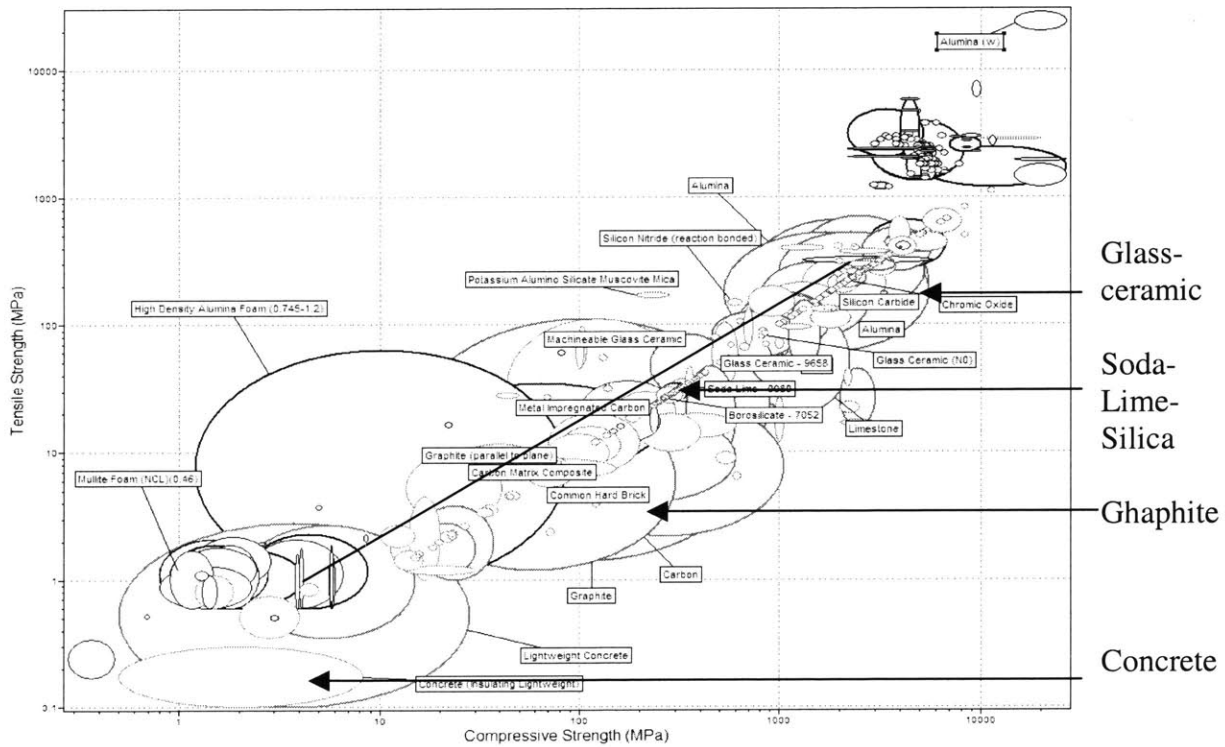 Alumina (w)
10000
Alumina
1000
Silicon Nitride (reaction bonded)
Potassium Alumino Silicate Muscovite Mica
High Density Alumina Foam (0.745-1.2)
Silicon Carbide
Chromic Oxide
Glass-
ceramic
100
Machineable Glass Ceramic
Alumina
Glass Ceramic - 9658
Glass Ceramic (N0)
Soda-
Lime-
Silica
Metal Impregnated Carbon
Borosilicate - 7052
Limestone
Tensile Strength (MPa)
10
Graphite (parallel to plane)
Mullite Foam (NCL)(0.46)
Carbon Matrix Composite
Common Hard Brick
Ghaphite
1
Carbon
Graphite
Lightweight Concrete
Concrete (Insulating Lightweight)
Concrete
0.1
1
10
100
1000
10000
Compressive Strength (MPa)